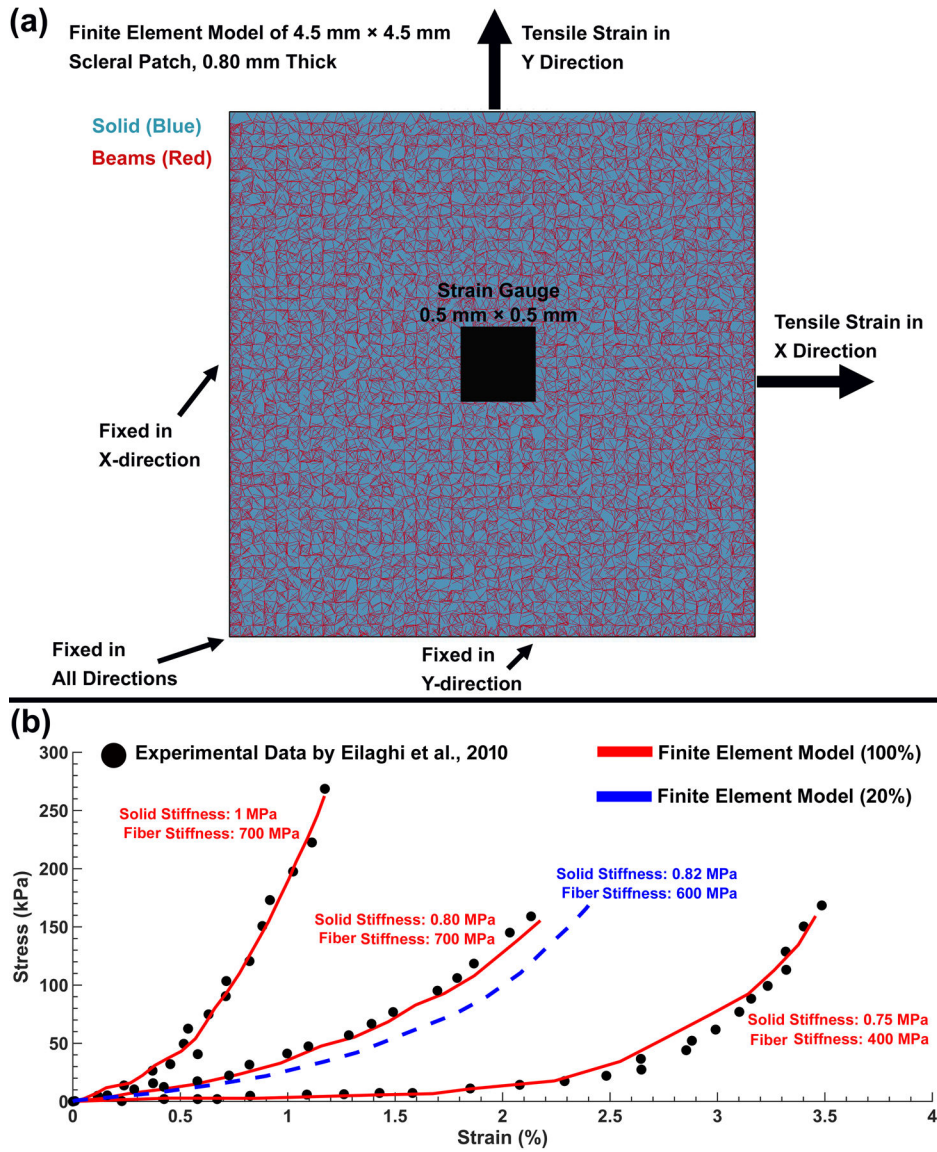 (a)
Finite Element Model of 4.5 mm × 4.5 mm
Scleral Patch, 0.80 mm Thick
Tensile Strain in
Y Direction
Solid (Blue)
Beams (Red)
Strain Gauge
0.5 mm × 0.5 mm
Tensile Strain in
X Direction
Fixed in
X-direction
Fixed in
All Directions
Fixed in
Y-direction
(b)
300
250
200
150
100
50
0
Stress (kPa)
Experimental Data by Eilaghi et al., 2010
Finite Element Model (100%)
Finite Element Model (20%)
Solid Stiffness: 1 MPa
Fiber Stiffness: 700 MPa
Solid Stiffness: 0.80 MPa
Fiber Stiffness: 700 MPa
Solid Stiffness: 0.82 MPa
Fiber Stiffness: 600 MPa
Solid Stiffness: 0.75 MPa
Fiber Stiffness: 400 MPa
0 0.5 1 1.5 2 2.5 3 3.5 4
Strain (%)